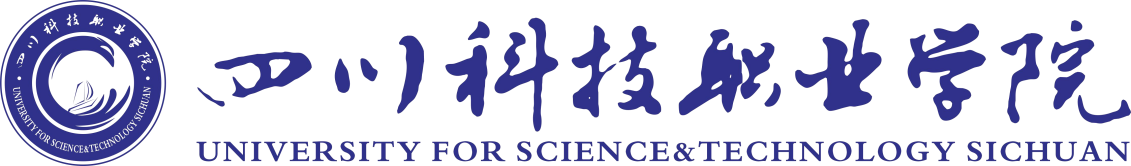 ·四川科技职业学院·
UNIVERSITY FOR SCIENCE&TECHNOLOGY SICHUAN
四川科技职业学院
UNIVERSITY FOR SCIENCE&TECHNOLOGY SICHUAN